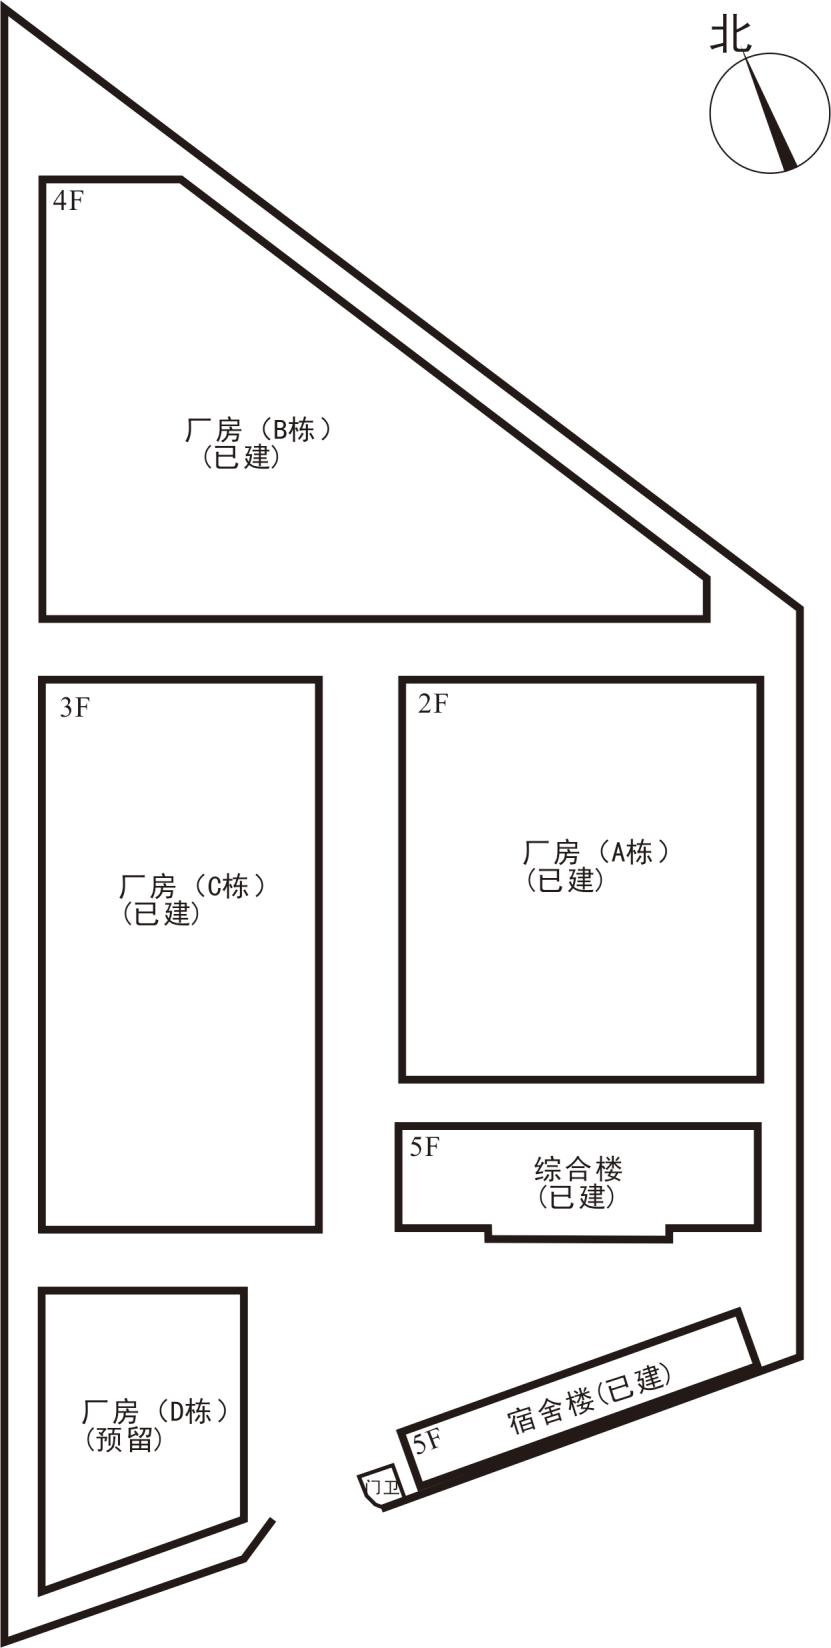 北
4F
厂房（B栋）
(已建)
3F
2F
厂房（A栋）
(已建)
厂房（C栋）
(已建)
5F
综合楼
(已建)
厂房（D栋）
(预留)
5F
宿舍楼(已建)
门卫